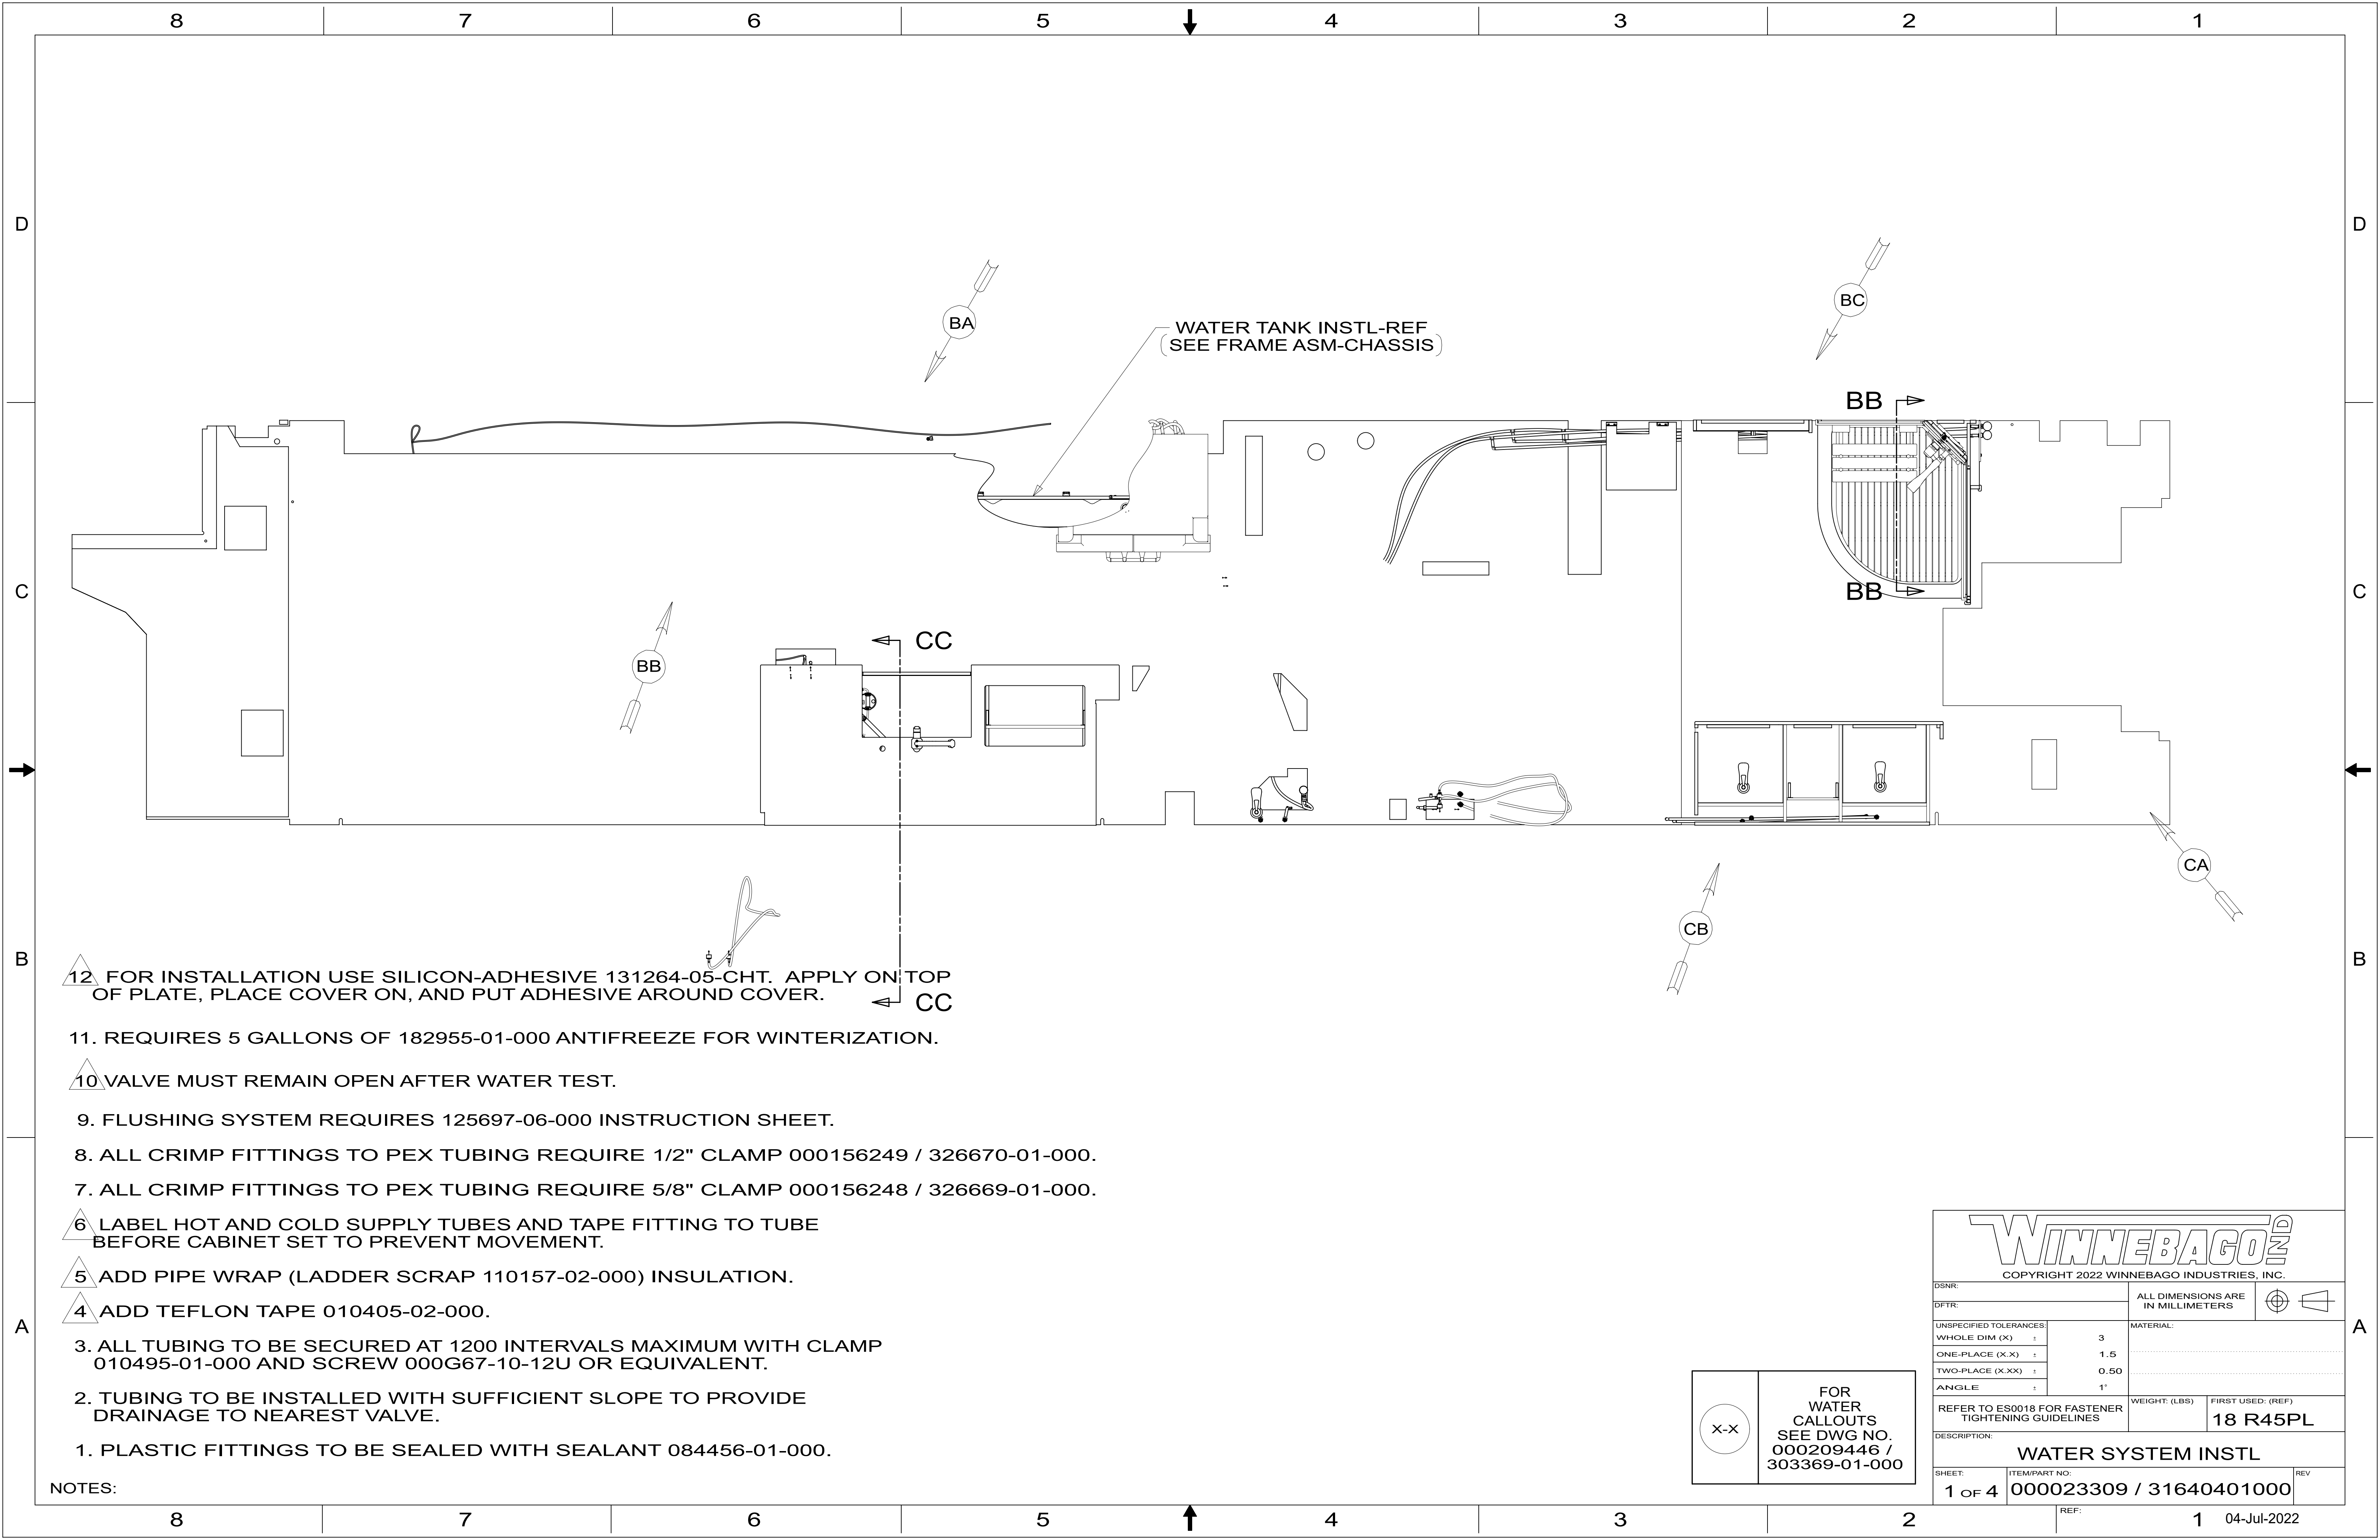 8 7 6 5 4 3 2 1
D
D
BA
BC
WATER TANK INSTL-REF
(SEE FRAME ASM-CHASSIS)
BB
C
C
BB
CC
BB
CA
CB
B
B
12 FOR INSTALLATION USE SILICON-ADHESIVE 131264-05-CHT. APPLY ON TOP
OF PLATE, PLACE COVER ON, AND PUT ADHESIVE AROUND COVER.
CC
11. REQUIRES 5 GALLONS OF 182955-01-000 ANTIFREEZE FOR WINTERIZATION.
10 VALVE MUST REMAIN OPEN AFTER WATER TEST.
9. FLUSHING SYSTEM REQUIRES 125697-06-000 INSTRUCTION SHEET.
8. ALL CRIMP FITTINGS TO PEX TUBING REQUIRE 1/2" CLAMP 000156249 / 326670-01-000.
7. ALL CRIMP FITTINGS TO PEX TUBING REQUIRE 5/8" CLAMP 000156248 / 326669-01-000.
6 LABEL HOT AND COLD SUPPLY TUBES AND TAPE FITTING TO TUBE
BEFORE CABINET SET TO PREVENT MOVEMENT.
5 ADD PIPE WRAP (LADDER SCRAP 110157-02-000) INSULATION.
4 ADD TEFLON TAPE 010405-02-000.
A
A
3. ALL TUBING TO BE SECURED AT 1200 INTERVALS MAXIMUM WITH CLAMP
010495-01-000 AND SCREW 000G67-10-12U OR EQUIVALENT.
2. TUBING TO BE INSTALLED WITH SUFFICIENT SLOPE TO PROVIDE
DRAINAGE TO NEAREST VALVE.
1. PLASTIC FITTINGS TO BE SEALED WITH SEALANT 084456-01-000.
NOTES:
X-X
FOR
WATER
CALLOUTS
SEE DWG NO.
000209446 /
303369-01-000
WINNEBAGO IND
COPYRIGHT 2022 WINNEBAGO INDUSTRIES, INC.
DSNR:
DFTR:
ALL DIMENSIONS ARE
IN MILLIMETERS
UNSPECIFIED TOLERANCES:
WHOLE DIM (X) ± 3
ONE-PLACE (X.X) ± 1.5
TWO-PLACE (X.XX) ± 0.50
ANGLE ± 1°
MATERIAL:
REFER TO ES0018 FOR FASTENER
TIGHTENING GUIDELINES
WEIGHT: (LBS)
FIRST USED: (REF)
18 R45PL
DESCRIPTION:
WATER SYSTEM INSTL
SHEET:
1 OF 4
ITEM/PART NO:
000023309 / 31640401000
REV
8 7 6 5 4 3 2 1
REF:
04-Jul-2022